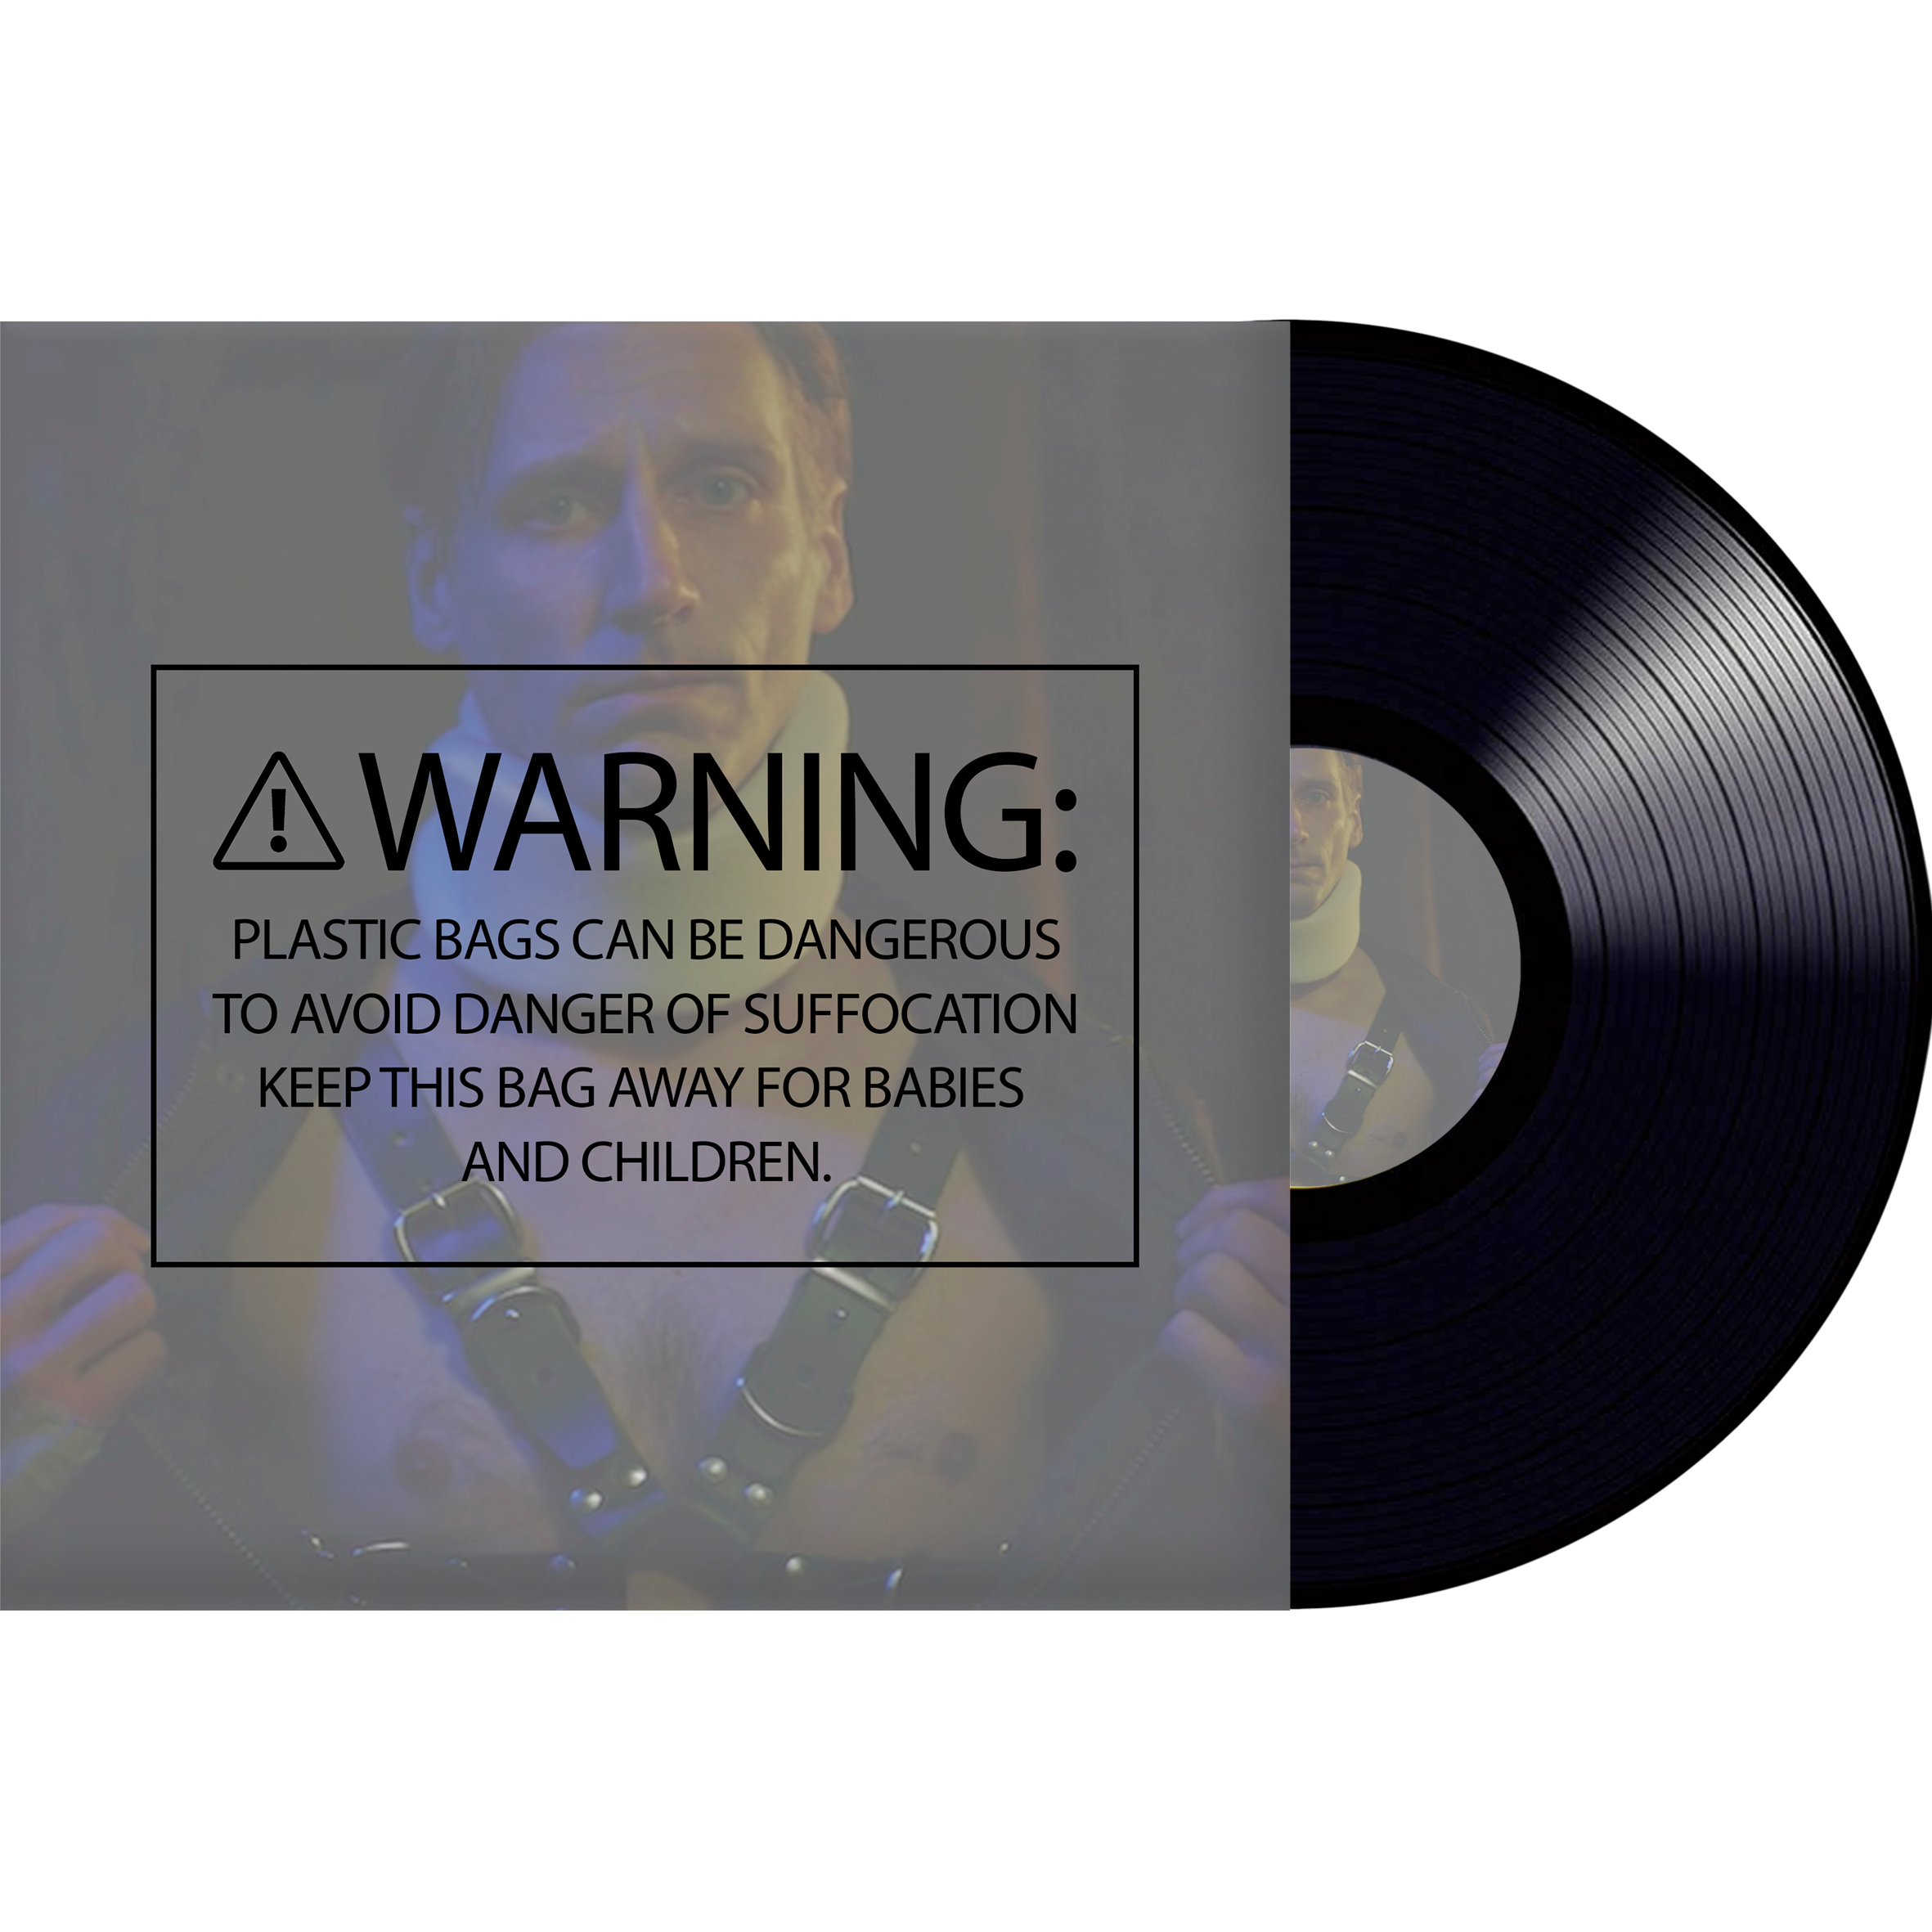 WARNING:
PLASTIC BAGS CAN BE DANGEROUS
TO AVOID DANGER OF SUFFOCATION
KEEP THIS BAG AWAY FOR BABIES
AND CHILDREN.